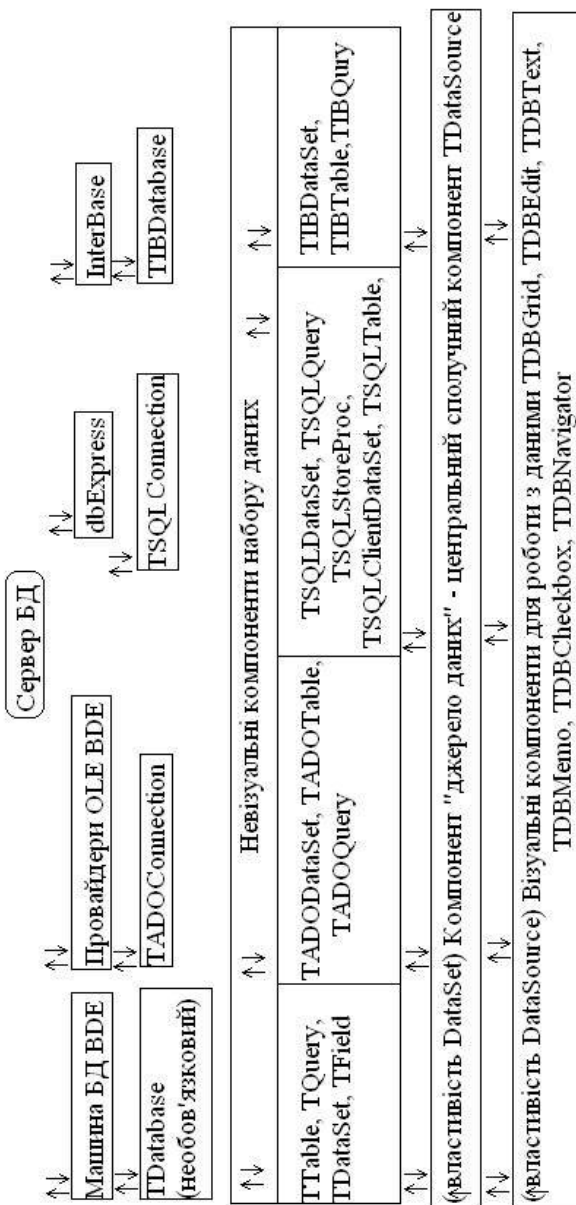 Сервер БД
Машина БД BDE
Провайдери OLE BDE
dbExpress
InterBase
TDatabase
(необов'язковий)
TADOConnection
TSQLConnection
TIBDatabase
Невізуальні компоненти набору даних
TTable, TQuery,
TDataSet, TField
TADODataSet, TADOTable,
TADOQuery
TSQLDataSet, TSQLQuery
TSQLStoreProc,
TSQLClientDataSet, TSQLTable,
TIBDataSet,
TIBTable,TIBQury
(властивість DataSet) Компонент "джерело даних" - центральний сполучний компонент TDataSource
(властивість DataSource) Візуальні компоненти для роботи з даними TDBGrid, TDBEdit, TDBText,
TDBMemo, TDBCheckbox, TDBNavigator